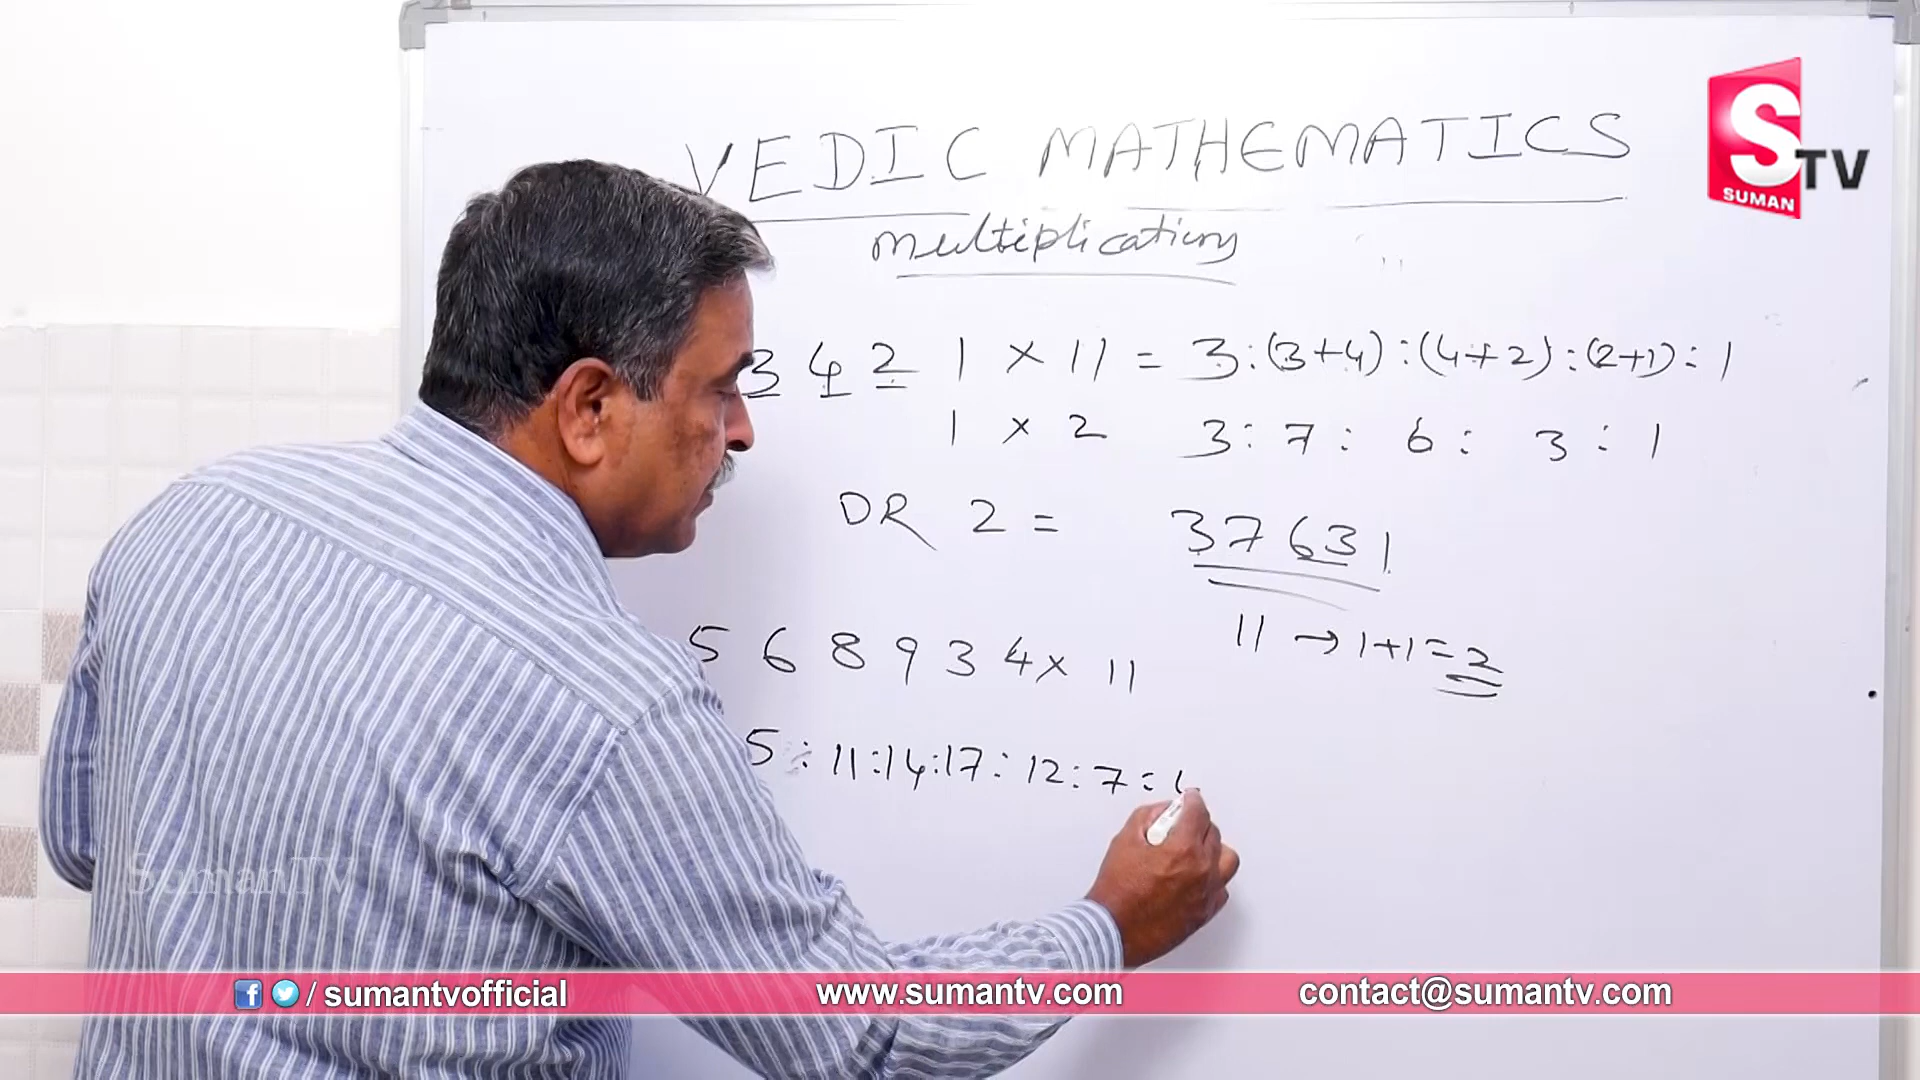 VEDIC MATHEMATICS
S TV
SUMAN
multiplications
3 4 2 1 × 11 = 3:(3+4):(4+2):(2+1):1
1 × 2 3:7: 6: 3:1
DR 2 = 37631
11 → 1+1=2
5 6 8 9 3 4 × 11
5:11:14:17:12:7:
SumanTV
/ sumantvofficial
www.sumantv.com
contact@sumantv.com